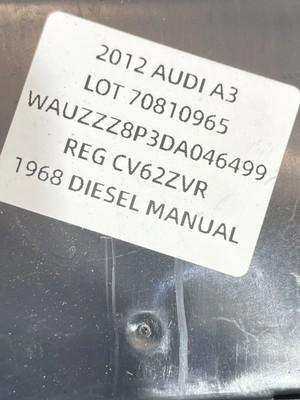 2012 AUDI A3
LOT 70810965
WAUZZZ8P3DA046499
REG CV62ZVR
1968 DIESEL MANUAL